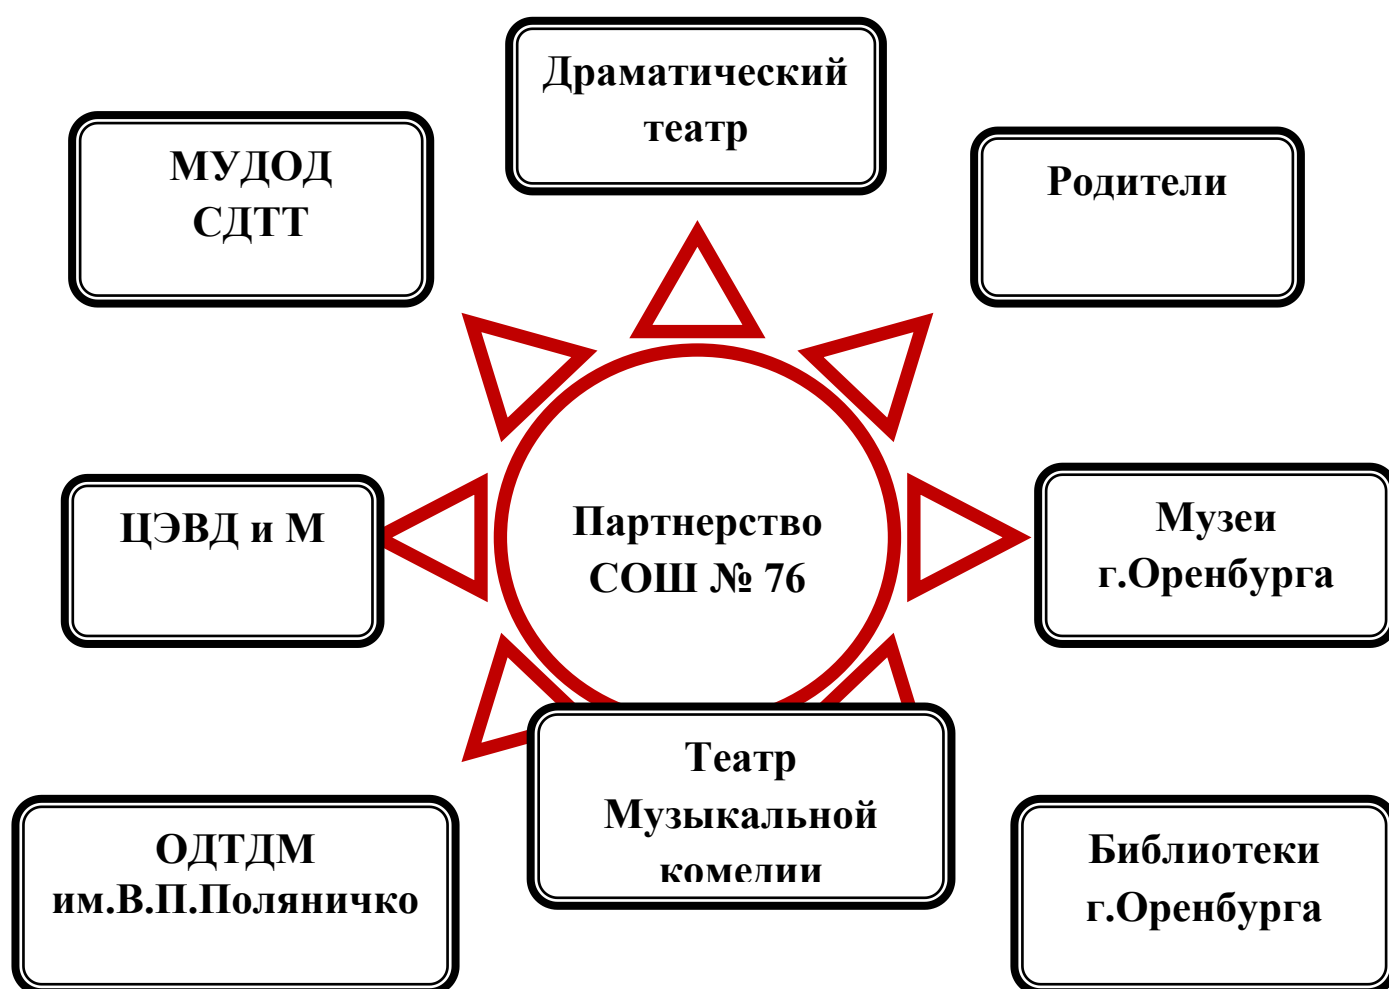 Драматический
театр
МУДОД
СДТТ
Родители
ЦЭВД и М
Партнерство
СОШ № 76
Музеи
г.Оренбурга
Театр
Музыкальной
комедии
ОДТДМ
им.В.П.Поляничко
Библиотеки
г.Оренбурга